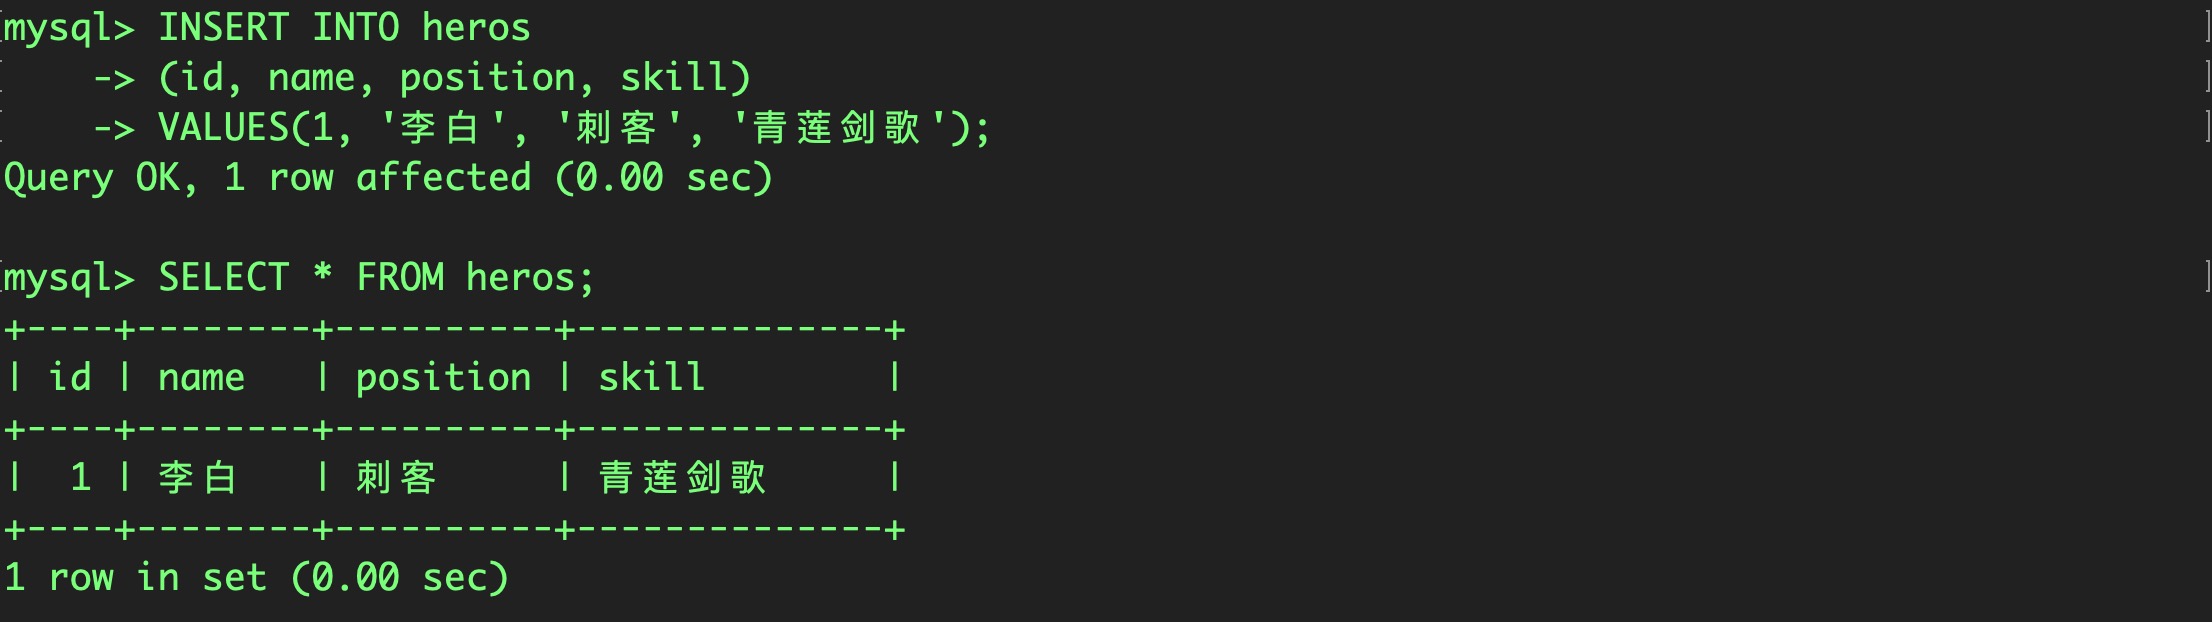 mysql> INSERT INTO heros
    -> (id, name, position, skill)
    -> VALUES(1, '李白', '刺客', '青莲剑歌');
Query OK, 1 row affected (0.00 sec)

mysql> SELECT * FROM heros;
+----+--------+----------+--------------+
| id | name   | position | skill        |
+----+--------+----------+--------------+
|  1 | 李白   | 刺客     | 青莲剑歌     |
+----+--------+----------+--------------+
1 row in set (0.00 sec)